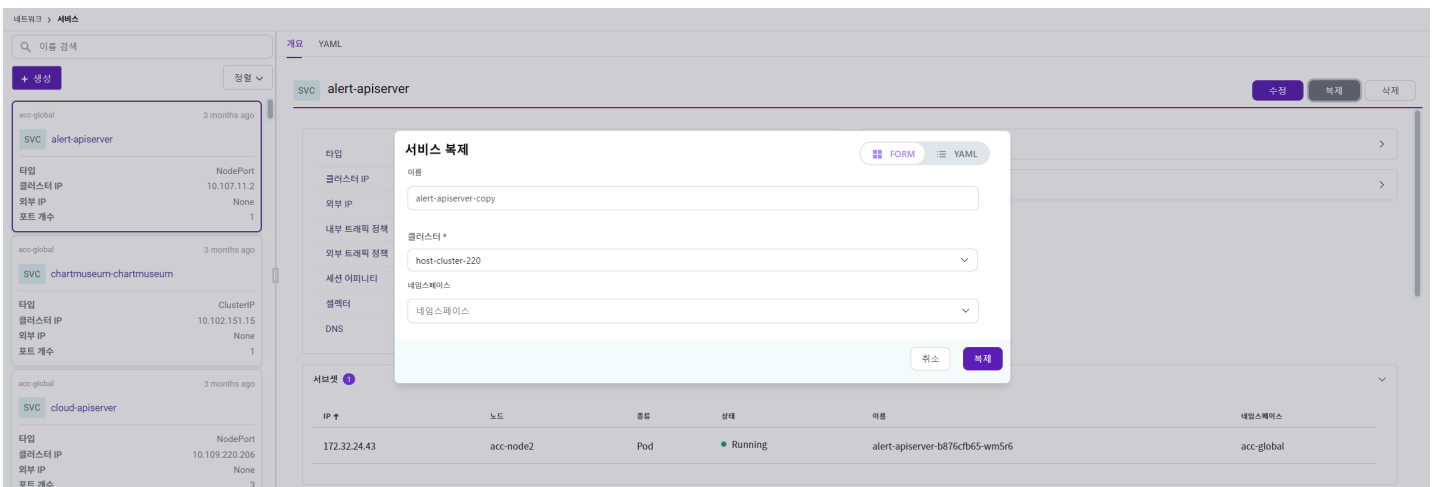 네트워크 > 서비스
이름 검색
+ 생성
정렬
acc-global 3 months ago
SVC alert-apiserver
타입 NodePort
클러스터 IP 10.107.11.2
외부 IP None
포트 개수 1
acc-global 3 months ago
SVC chartmuseum-chartmuseum
타입 ClusterIP
클러스터 IP 10.102.151.15
외부 IP None
포트 개수 1
acc-global 3 months ago
SVC cloud-apiserver
타입 NodePort
클러스터 IP 10.109.220.206
외부 IP None
포트 개수 3
개요 YAML
SVC alert-apiserver
수정 복제 삭제
타입
클러스터 IP
외부 IP
내부 트래픽 정책
외부 트래픽 정책
세션 어피니티
셀렉터
DNS
서비스 복제
FORM YAML
이름
alert-apiserver-copy
클러스터 *
host-cluster-220
네임스페이스
네임스페이스
취소 복제
서브셋 1
IP ↑ 노드 종류 상태 이름 네임스페이스
172.32.24.43 acc-node2 Pod Running alert-apiserver-b876cfb65-wm5r6 acc-global